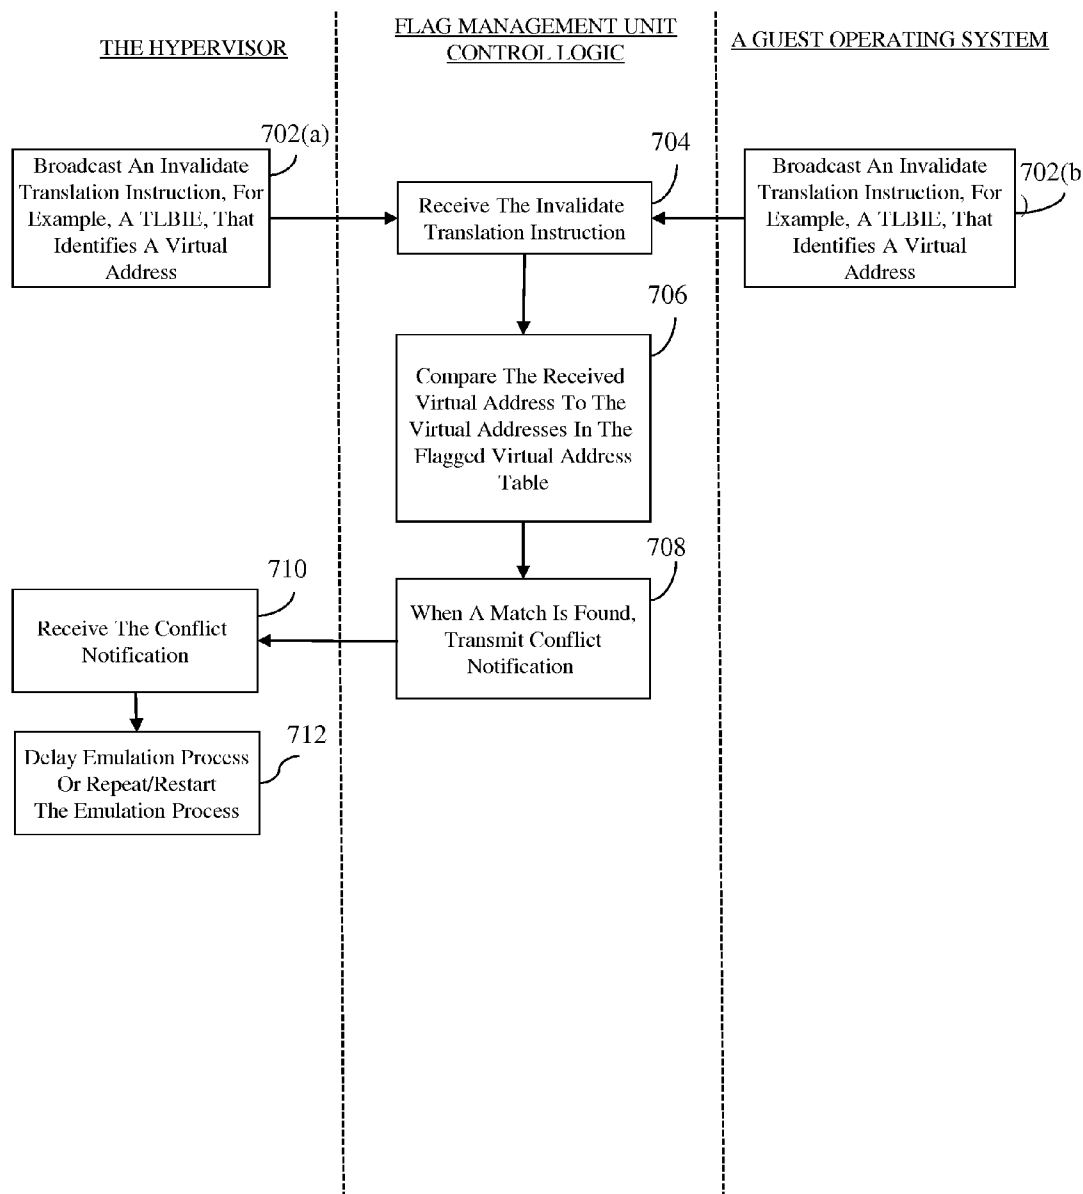 THE HYPERVISOR
FLAG MANAGEMENT UNIT
CONTROL LOGIC
A GUEST OPERATING SYSTEM
702(a)
Broadcast An Invalidate
Translation Instruction, For
Example, A TLBIE, That
Identifies A Virtual
Address
704
Receive The Invalidate
Translation Instruction
702(b
)
Broadcast An Invalidate
Translation Instruction, For
Example, A TLBIE, That
Identifies A Virtual
Address
706
Compare The Received
Virtual Address To The
Virtual Addresses In The
Flagged Virtual Address
Table
708
When A Match Is Found,
Transmit Conflict
Notification
710
Receive The Conflict
Notification
712
Delay Emulation Process
Or Repeat/Restart
The Emulation Process